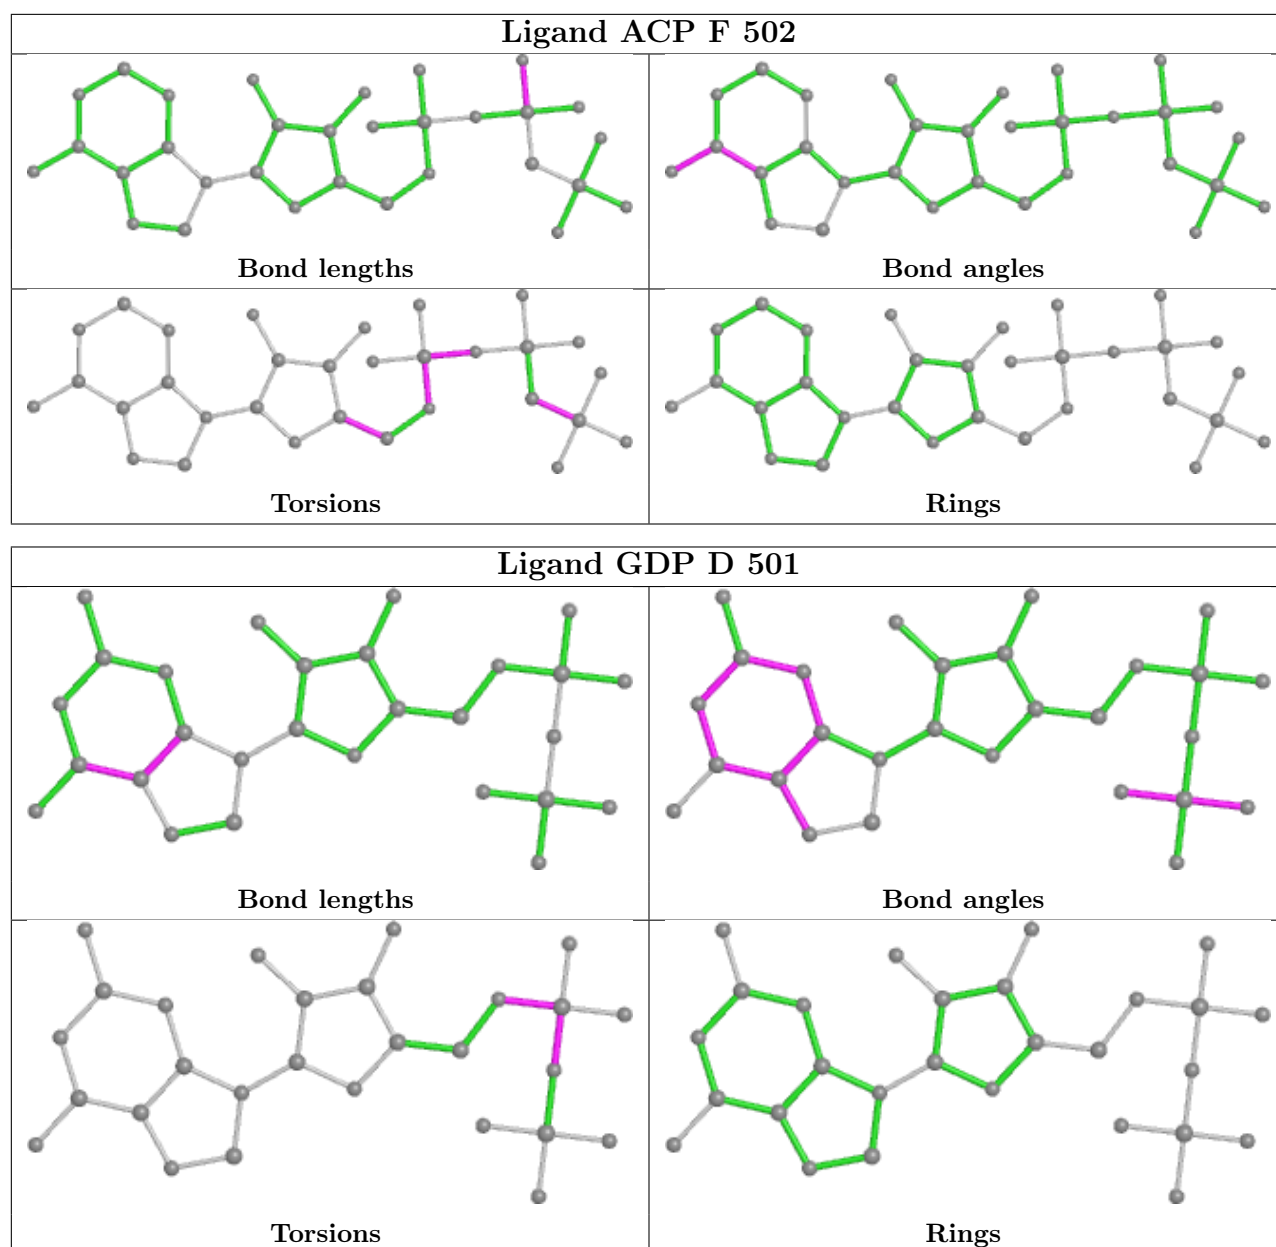 Ligand ACP F 502
Bond lengths
Bond angles
Torsions
Rings
Ligand GDP D 501
Bond lengths
Bond angles
Torsions
Rings